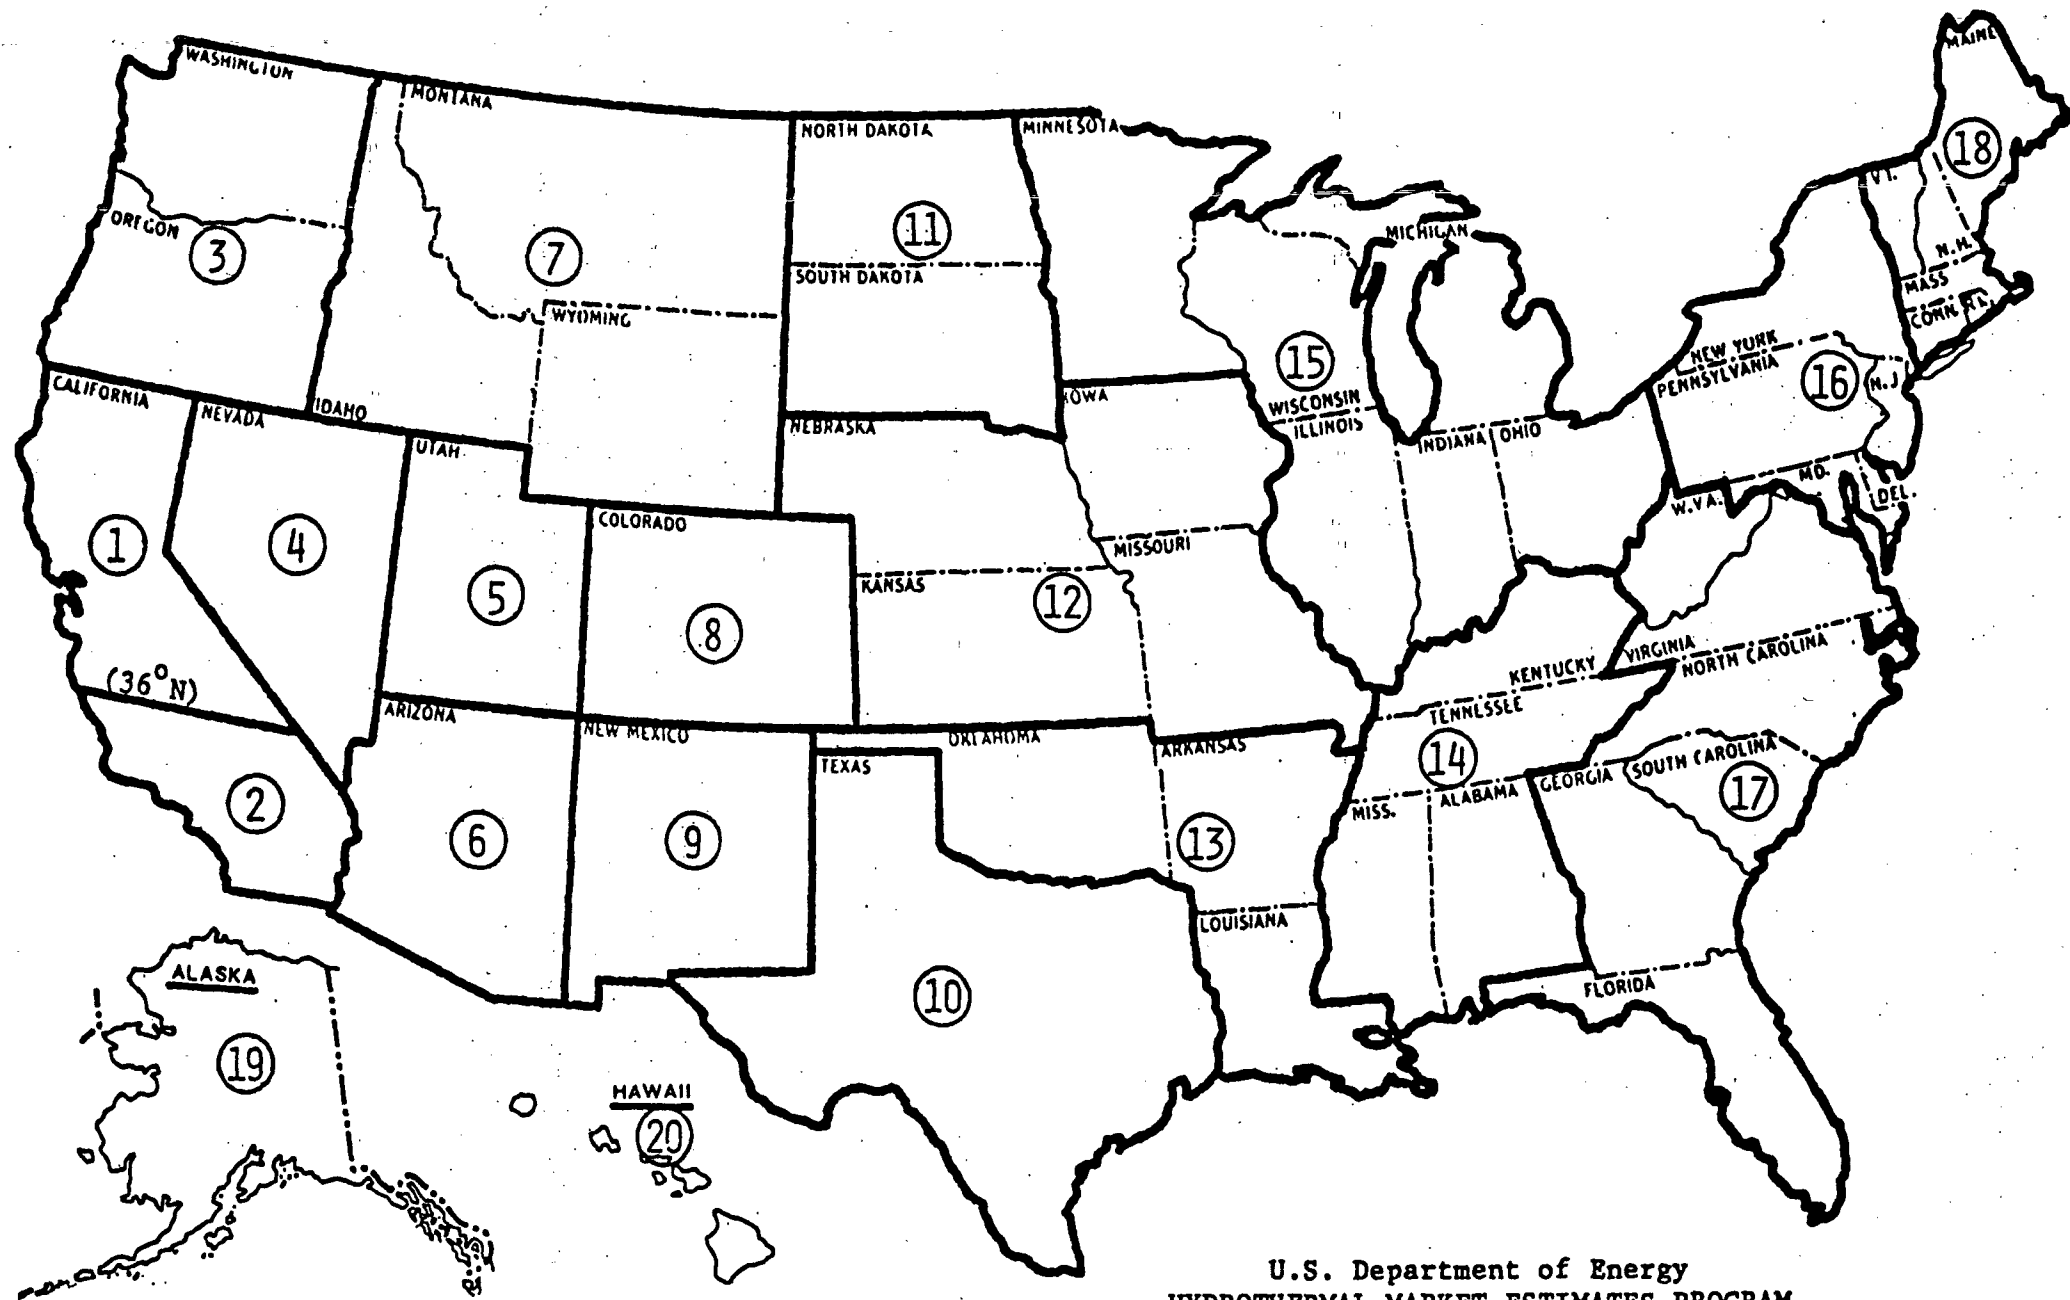 MAINE
WASHINGTON
MONTANA
NORTH DAKOTA
MINNESOTA
18
VT.
OREGON
3
7
11
MICHIGAN
N.H.
SOUTH DAKOTA
MASS
CONN R.I.
WYOMING
15
NEW YORK
PENNSYLVANIA
16
N.J
CALIFORNIA
NEVADA
IDAHO
IOWA
WISCONSIN
ILLINOIS
NEBRASKA
INDIANA
OHIO
UTAH
MD.
DEL.
W.VA.
COLORADO
1
4
MISSOURI
5
KANSAS
12
8
(36°N)
KENTUCKY
VIRGINIA
NORTH CAROLINA
ARIZONA
NEW MEXICO
OKLAHOMA
ARKANSAS
TENNESSEE
TEXAS
14
GEORGIA
SOUTH CAROLINA
2
MISS.
ALABAMA
17
6
9
13
LOUISIANA
ALASKA
10
FLORIDA
19
HAWAII
20
U.S. Department of Energy
HYDROTHERMAL MARKET ESTIMATES PROGRAM